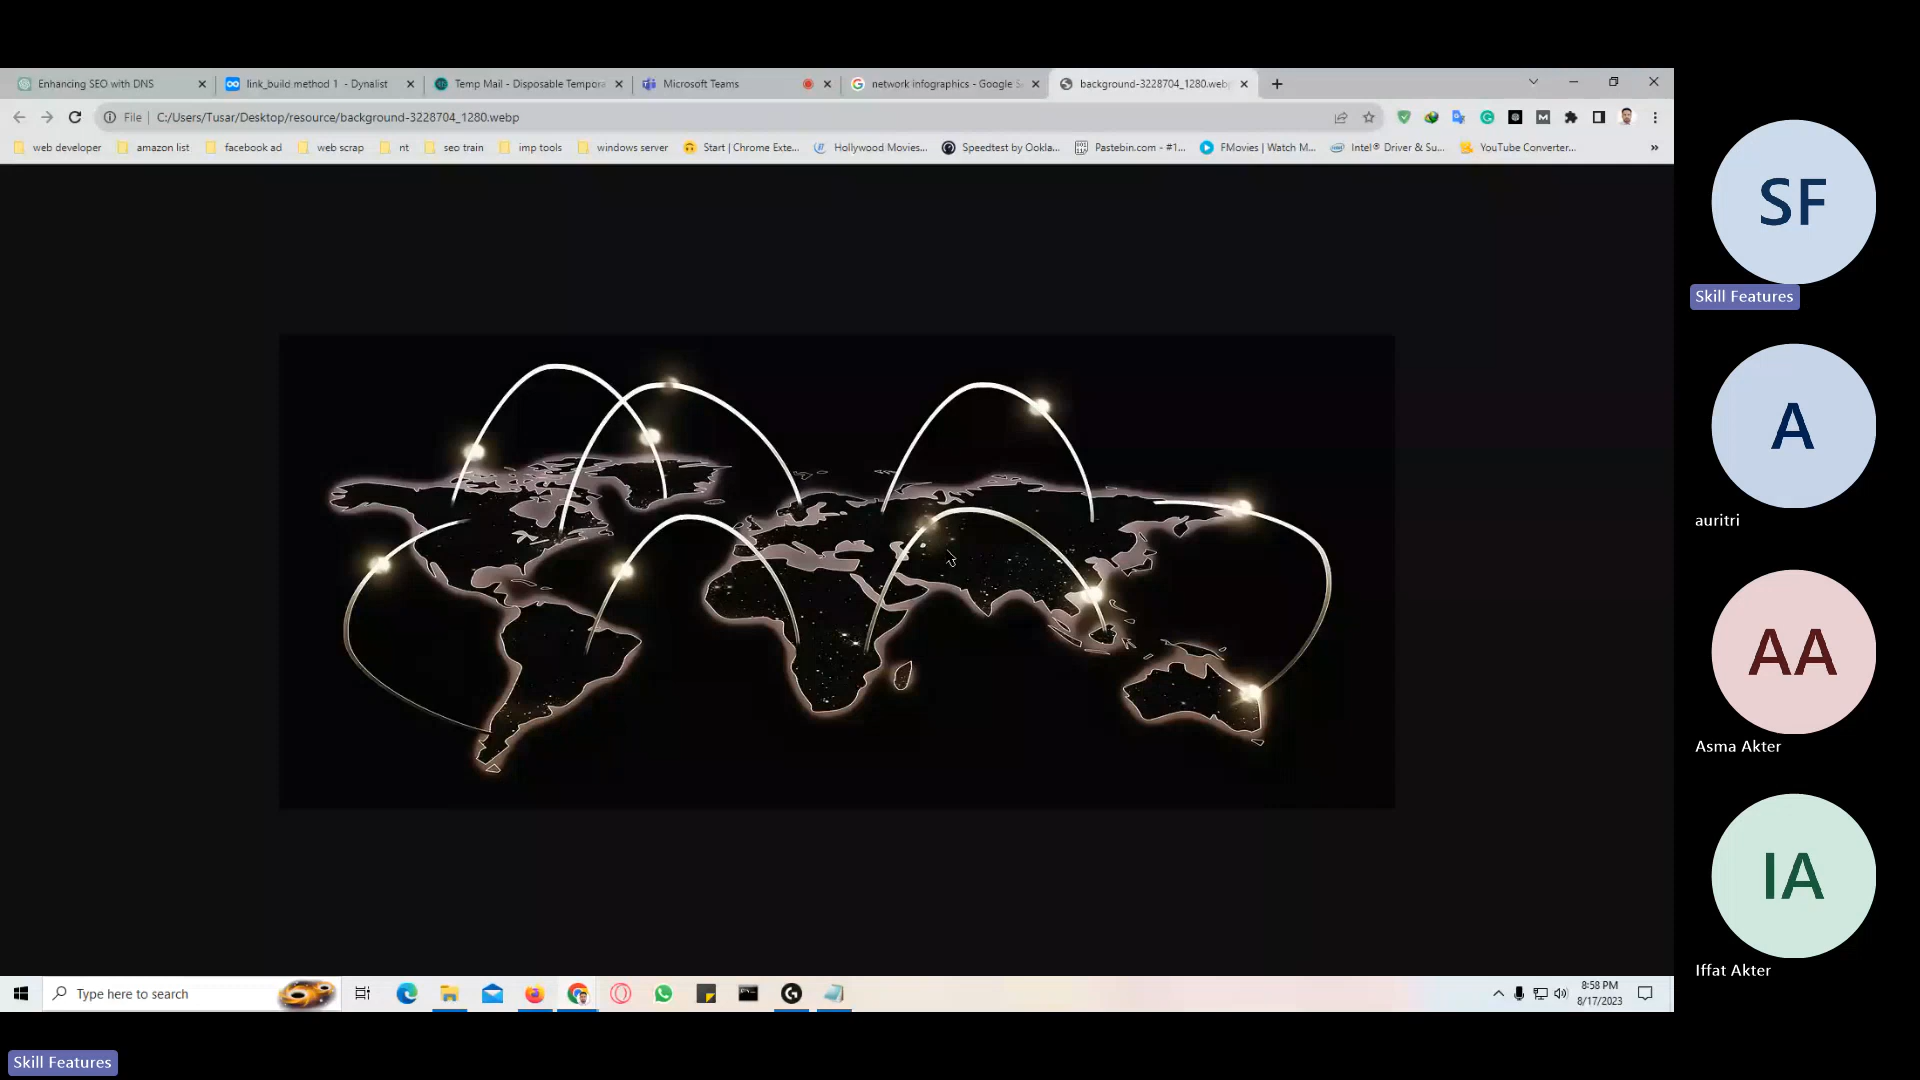 Enhancing SEO with DNS
link_build method 1 - Dynalist
Temp Mail - Disposable Tempora
Microsoft Teams
network infographics - Google S
background-3228704_1280.webp
File
C:/Users/Tusar/Desktop/resource/background-3228704_1280.webp
web developer
amazon list
facebook ad
web scrap
nt
seo train
imp tools
windows server
Start | Chrome Exte...
Hollywood Movies...
Speedtest by Ookla...
Pastebin.com - #1...
FMovies | Watch M...
Intel® Driver & Su...
YouTube Converter...
»
SF
Skill Features
A
auritri
AA
Asma Akter
IA
Iffat Akter
Type here to search
8:58 PM
8/17/2023
Skill Features